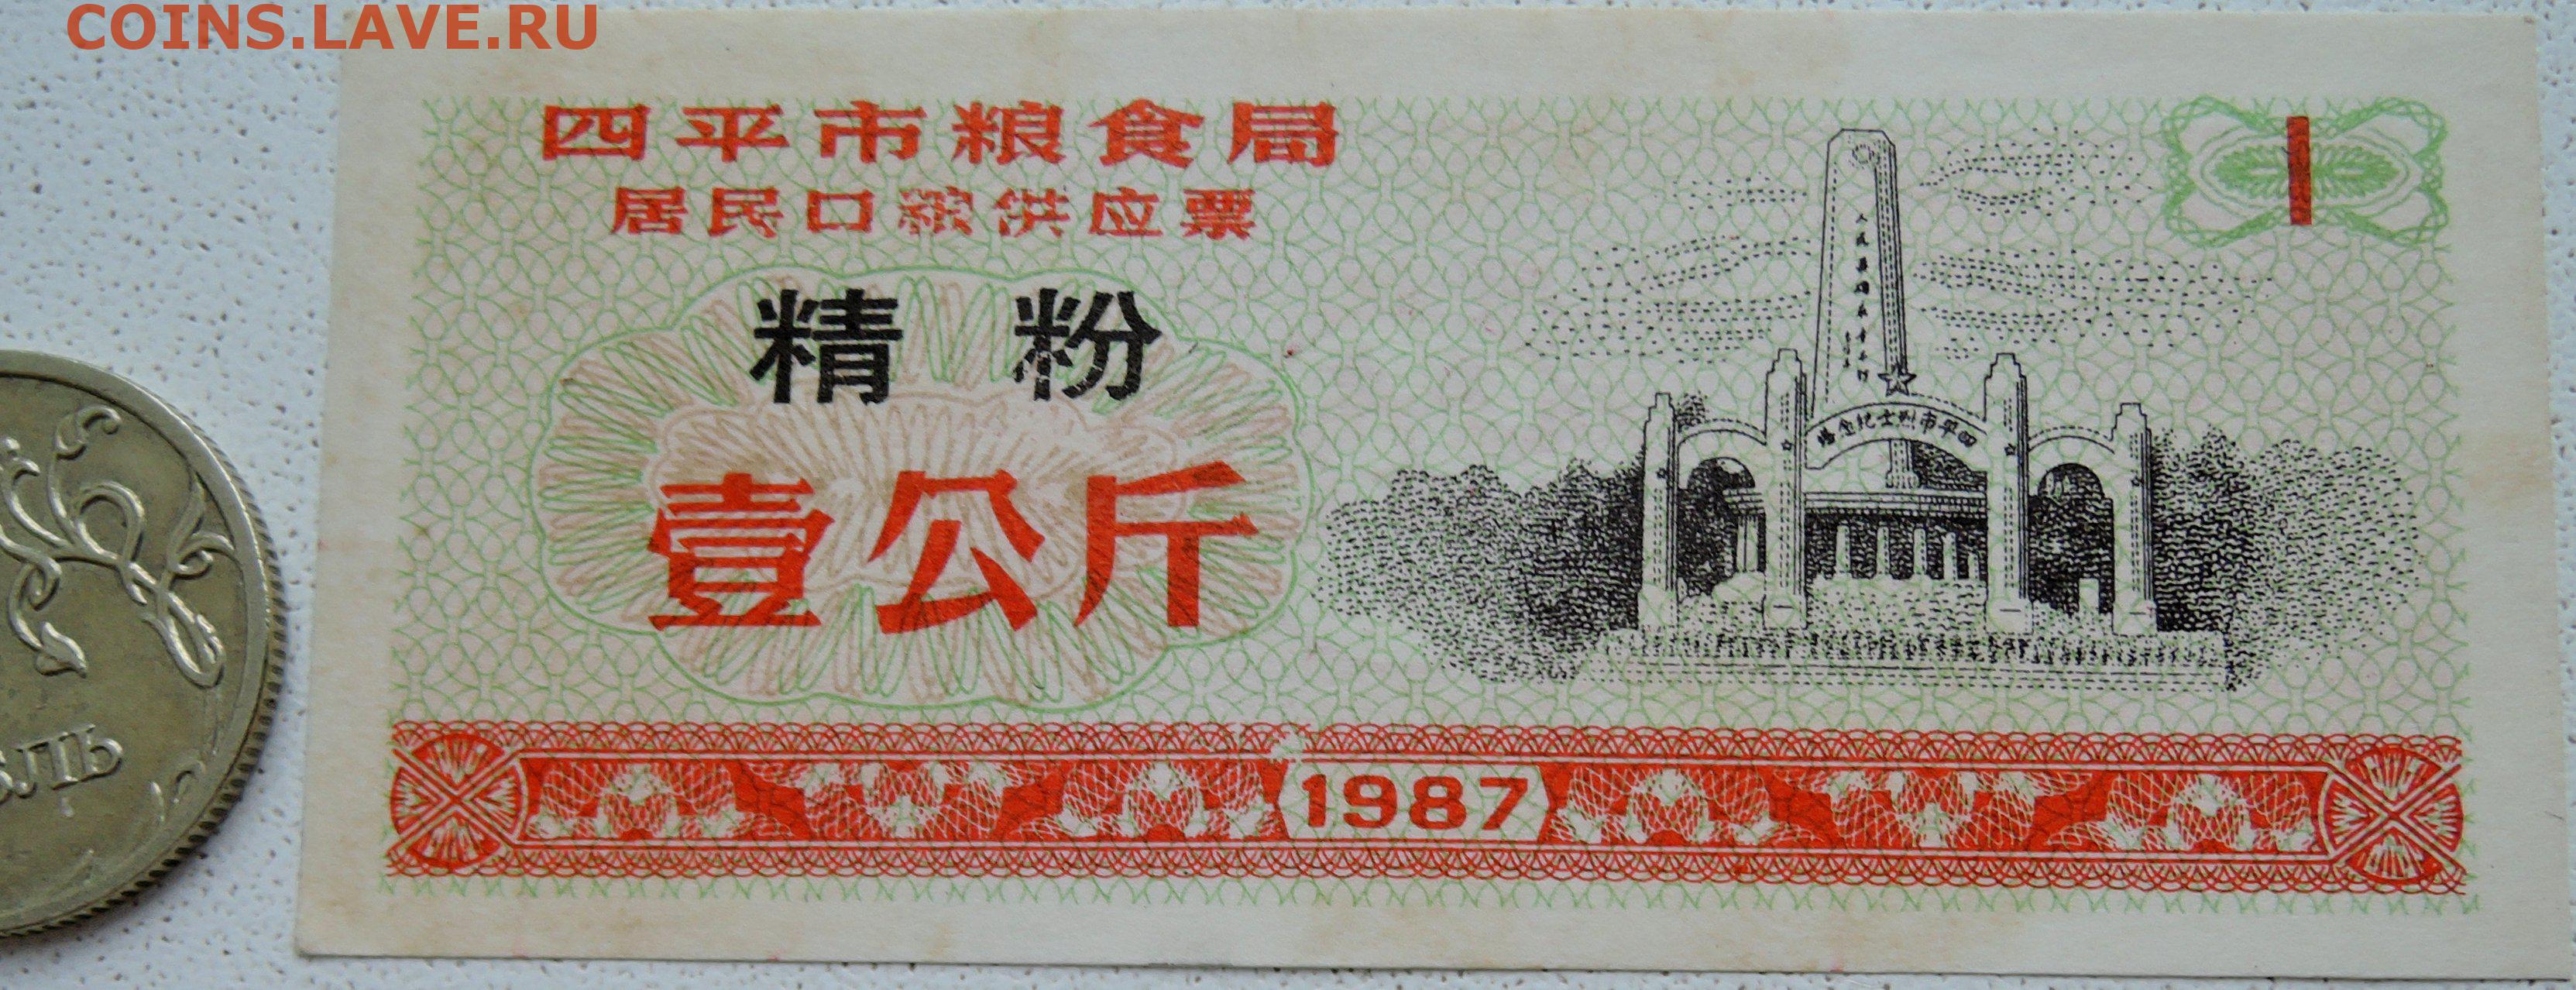 COINS.LAVE.RU
四平市粮食局
居民口粮供应票
1
精粉
壹公斤
四平市烈士纪念塔
1987
ЛЬ